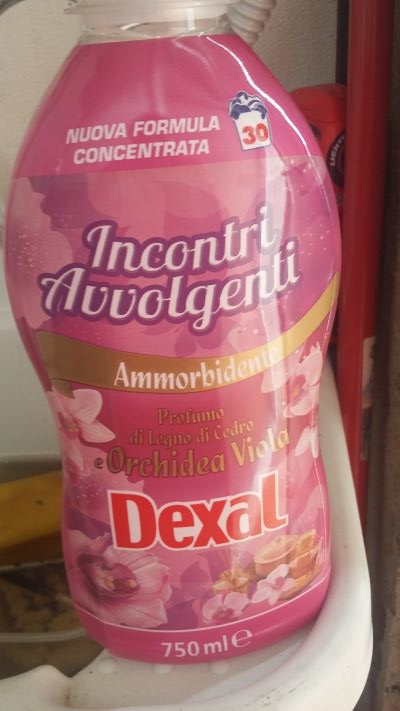 NUOVA FORMULA
CONCENTRATA
30
Incontri
Avvolgenti
Ammorbidente
Profumo
di Legno di Cedro
e Orchidea Viola
Dexal
750 ml e